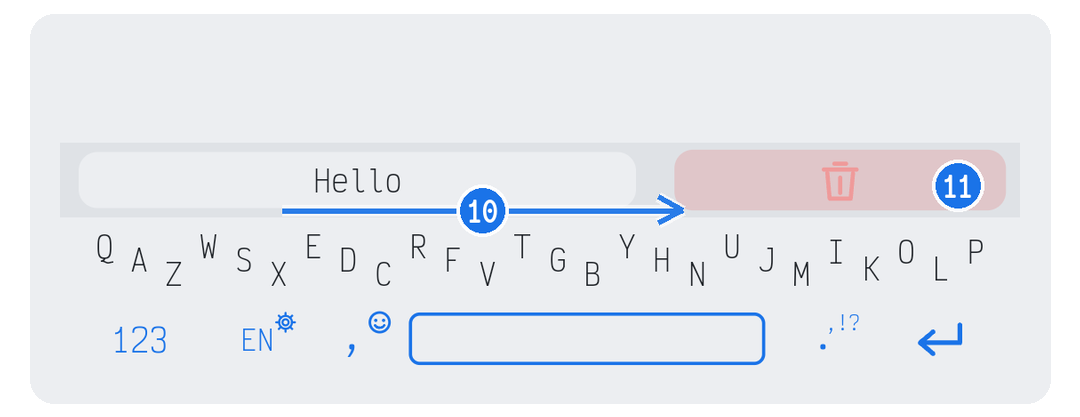 Hello
10
11
Q A Z W S X E D C R F V T G B Y H N U J M I K O L P
123 EN , . ,!?